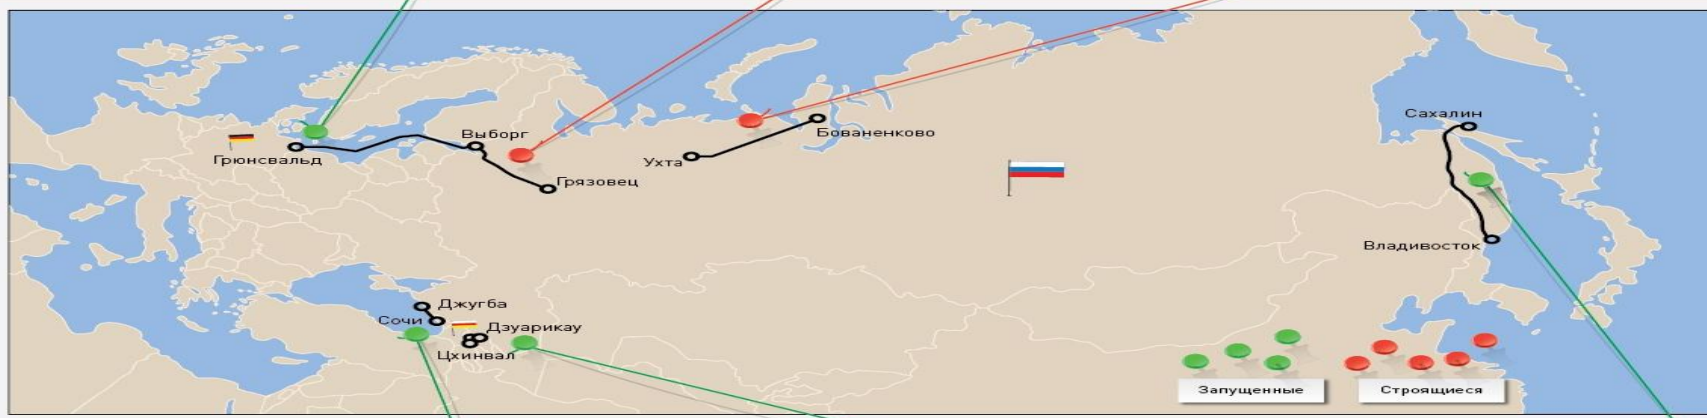 Сахалин
Выборг
Бованенково
Грюнсвальд
Ухта
Грязовец
Владивосток
Джугба
Сочи
Дзуарикау
Цхинвал
Запущенные
Строящиеся